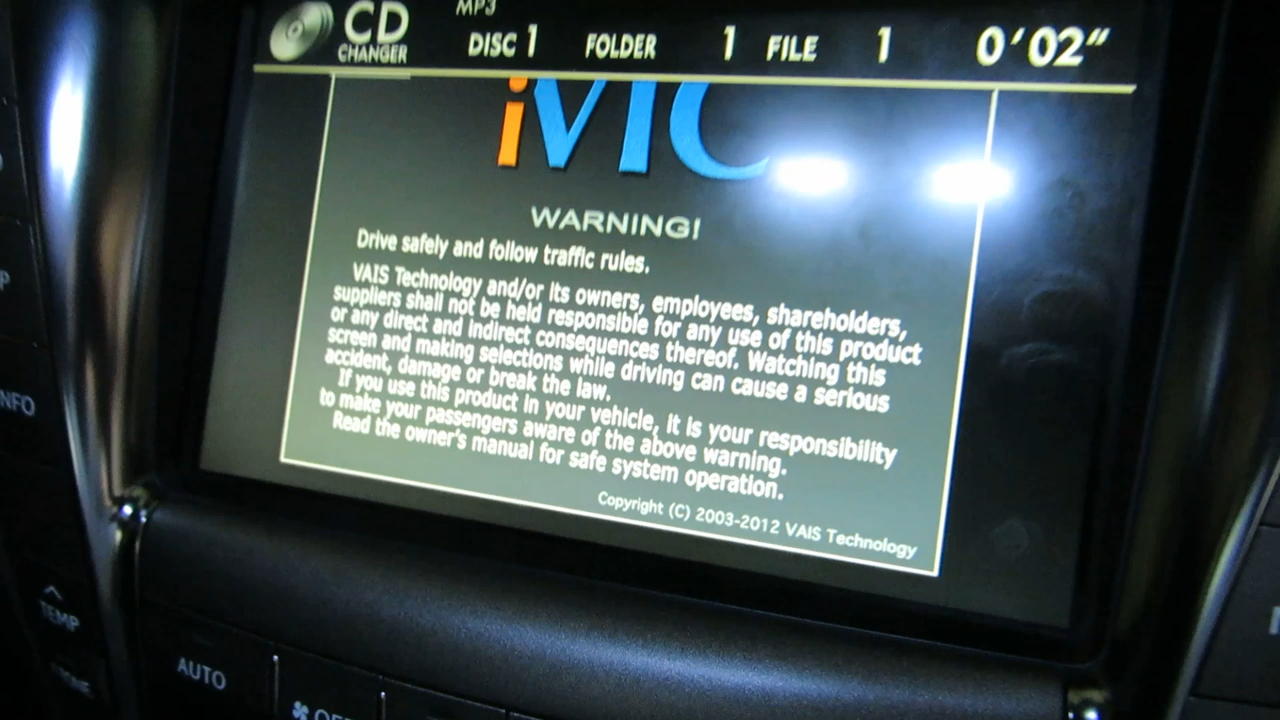 MP3
CD
CHANGER
DISC 1 FOLDER 1 FILE 1 0'02"
iVIC
WARNING!
Drive safely and follow traffic rules.
VAIS Technology and/or its owners, employees, shareholders,
suppliers shall not be held responsible for any use of this product
or any direct and indirect consequences thereof. Watching this
screen and making selections while driving can cause a serious
accident, damage or break the law.
If you use this product in your vehicle, it is your responsibility
to make your passengers aware of the above warning.
Read the owner's manual for safe system operation.
Copyright (C) 2003-2012 VAIS Technology
TEMP
AUTO